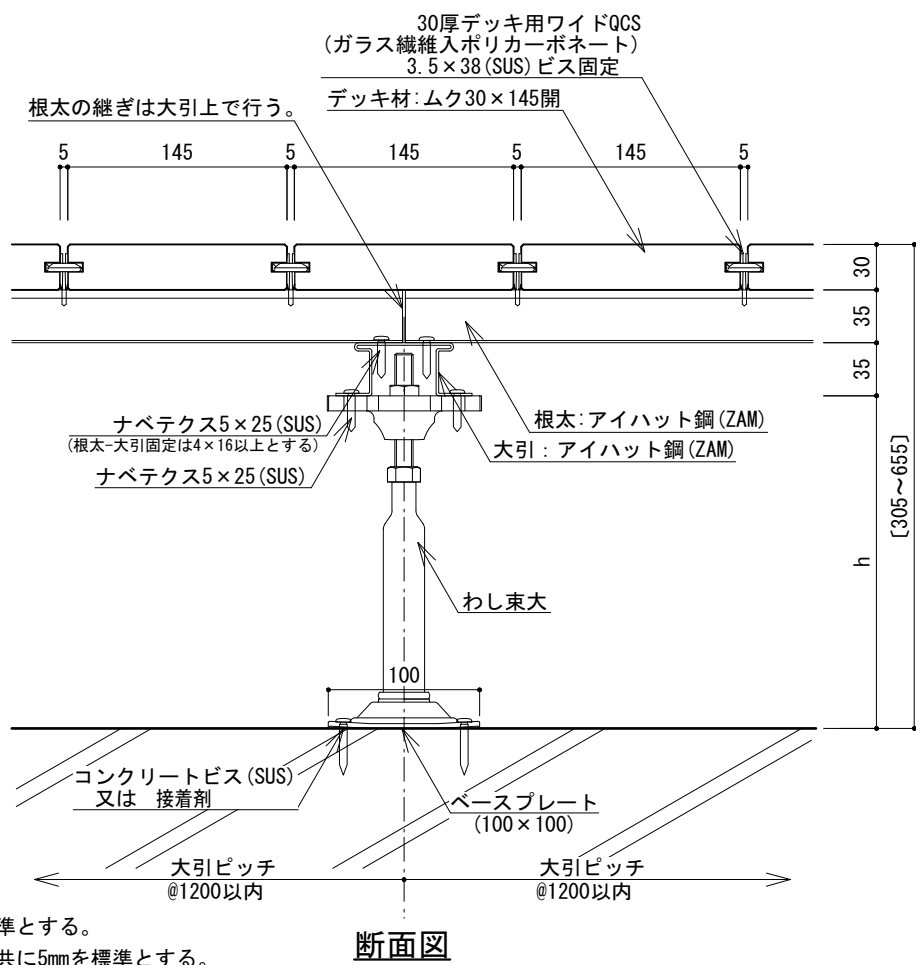 30厚デッキ用ワイドQCS
(ガラス繊維入ポリカーボネート)
3.5×38(SUS)ビス固定
デッキ材:ムク30×145開
根太の継ぎは大引上で行う。
5 145 5 145 5 145 5
30
35
35
h
[305~655]
ナベテクス5×25(SUS)
(根太-大引固定は4×16以上とする)
ナベテクス5×25(SUS)
根太:アイハット鋼(ZAM)
大引:アイハット鋼(ZAM)
わし束大
100
コンクリートビス(SUS)
又は 接着剤
ベースプレート
(100×100)
大引ピッチ
@1200以内
大引ピッチ
@1200以内
準とする。
共に5mmを標準とする。
断面図